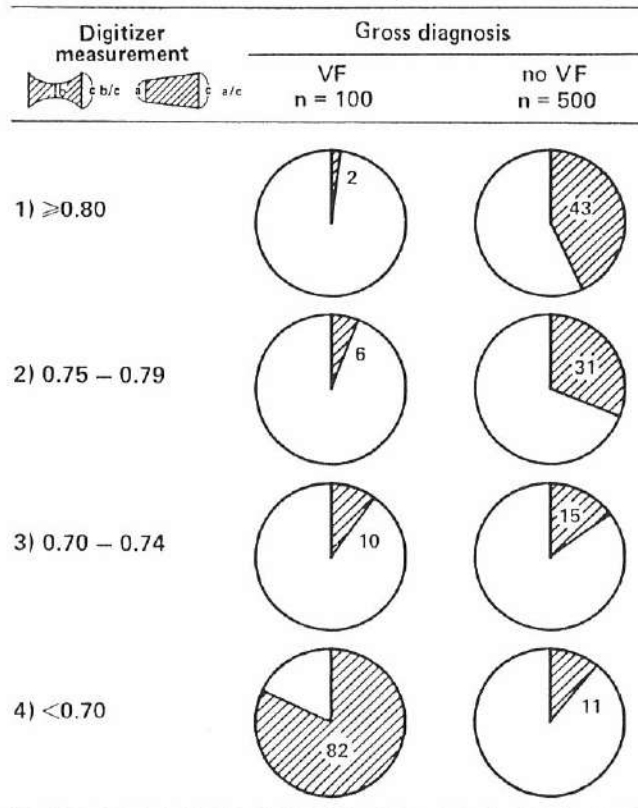 Digitizer measurement
Gross diagnosis
b c b/c a c a/c
VF
n = 100
no VF
n = 500
1) ⩾0.80
2
43
2) 0.75 – 0.79
6
31
3) 0.70 – 0.74
10
15
4) <0.70
82
11